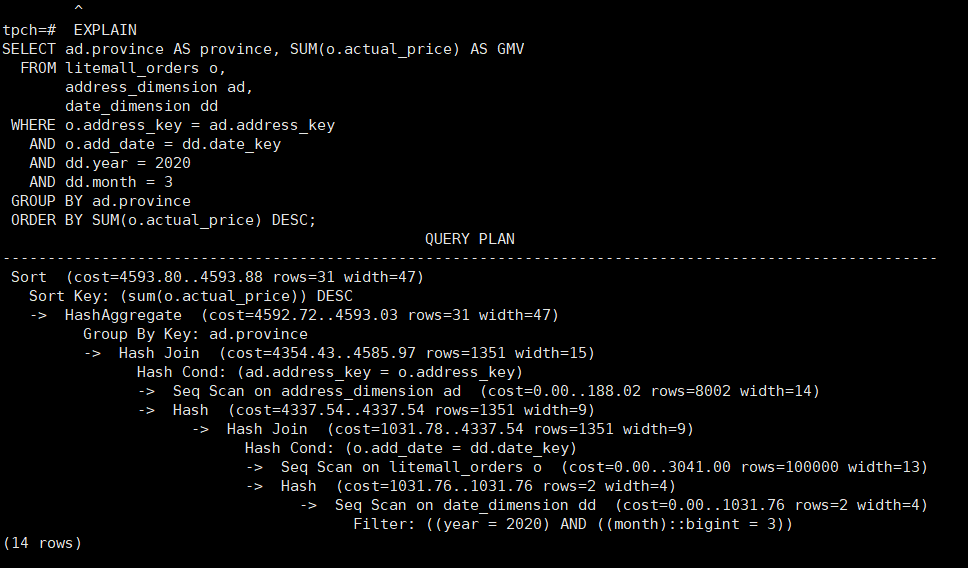 ^
tpch=#  EXPLAIN
SELECT ad.province AS province, SUM(o.actual_price) AS GMV
  FROM litemall_orders o,
       address_dimension ad,
       date_dimension dd
 WHERE o.address_key = ad.address_key
   AND o.add_date = dd.date_key
   AND dd.year = 2020
   AND dd.month = 3
 GROUP BY ad.province
 ORDER BY SUM(o.actual_price) DESC;
                                               QUERY PLAN
--------------------------------------------------------------------------------------------------------
 Sort  (cost=4593.80..4593.88 rows=31 width=47)
   Sort Key: (sum(o.actual_price)) DESC
   ->  HashAggregate  (cost=4592.72..4593.03 rows=31 width=47)
         Group By Key: ad.province
         ->  Hash Join  (cost=4354.43..4585.97 rows=1351 width=15)
               Hash Cond: (ad.address_key = o.address_key)
               ->  Seq Scan on address_dimension ad  (cost=0.00..188.02 rows=8002 width=14)
               ->  Hash  (cost=4337.54..4337.54 rows=1351 width=9)
                     ->  Hash Join  (cost=1031.78..4337.54 rows=1351 width=9)
                           Hash Cond: (o.add_date = dd.date_key)
                           ->  Seq Scan on litemall_orders o  (cost=0.00..3041.00 rows=100000 width=13)
                           ->  Hash  (cost=1031.76..1031.76 rows=2 width=4)
                                 ->  Seq Scan on date_dimension dd  (cost=0.00..1031.76 rows=2 width=4)
                                       Filter: ((year = 2020) AND ((month)::bigint = 3))
(14 rows)